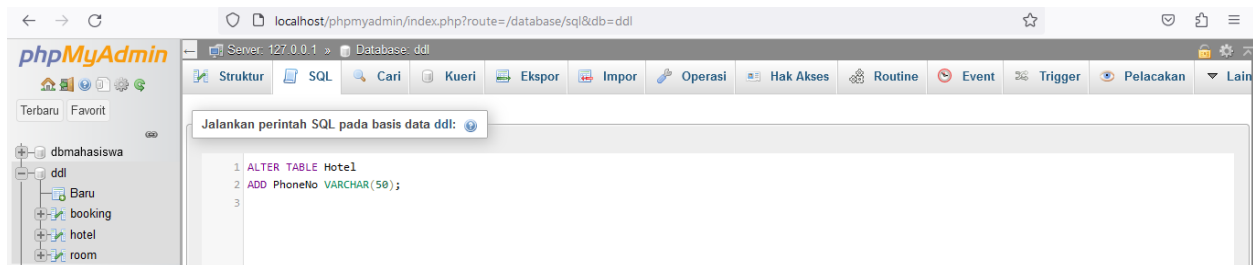 localhost/phpmyadmin/index.php?route=/database/sql&db=ddl
phpMyAdmin
Terbaru Favorit
dbmahasiswa
ddl
Baru
booking
hotel
room
Server: 127.0.0.1 » Database: ddl
Struktur SQL Cari Kueri Ekspor Impor Operasi Hak Akses Routine Event Trigger Pelacakan Lain
Jalankan perintah SQL pada basis data ddl:
1 ALTER TABLE Hotel
2 ADD PhoneNo VARCHAR(50);
3